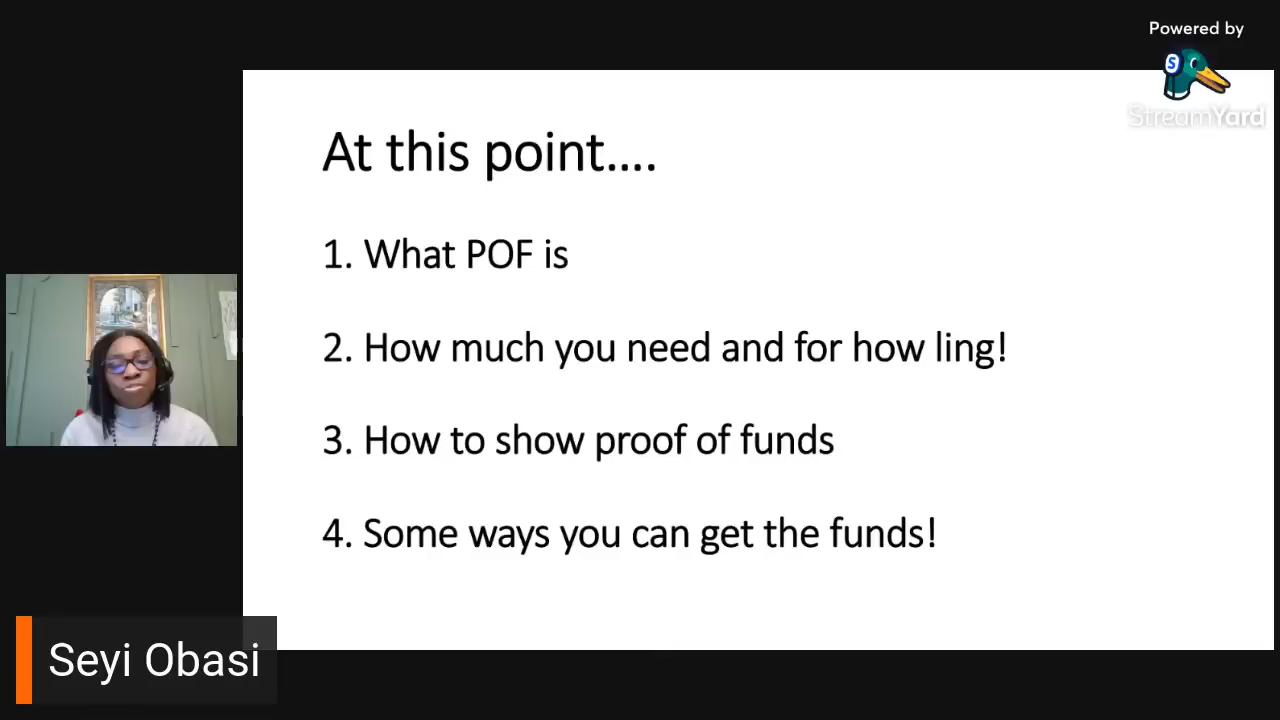 Powered by
StreamYard
At this point....
1. What POF is
2. How much you need and for how ling!
3. How to show proof of funds
4. Some ways you can get the funds!
Seyi Obasi